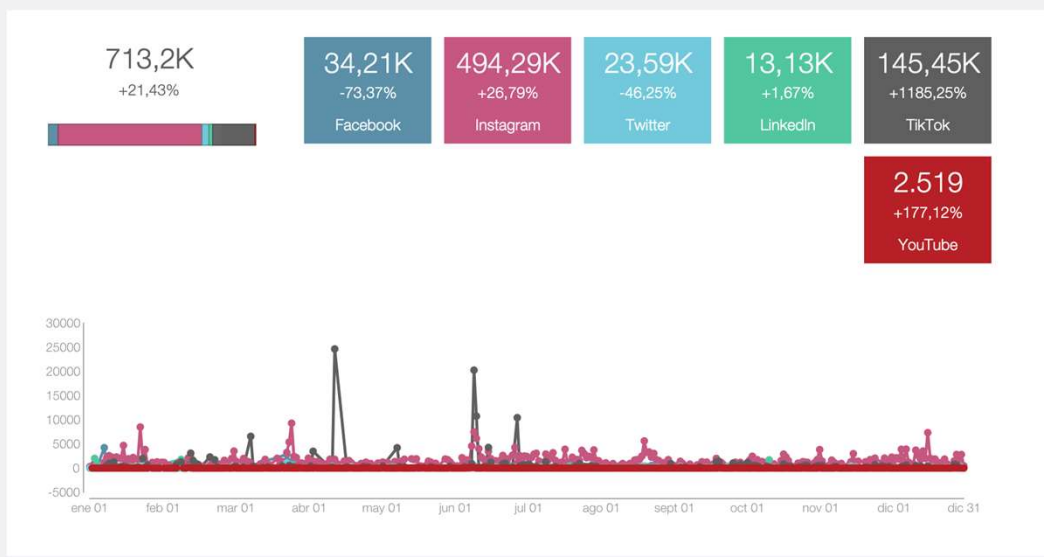 713,2K
+21,43%
34,21K
-73,37%
Facebook
494,29K
+26,79%
Instagram
23,59K
-46,25%
Twitter
13,13K
+1,67%
LinkedIn
145,45K
+1185,25%
TikTok
2.519
+177,12%
YouTube
30000
25000
20000
15000
10000
5000
0
-5000
ene 01 feb 01 mar 01 abr 01 may 01 jun 01 jul 01 ago 01 sept 01 oct 01 nov 01 dic 01 dic 31